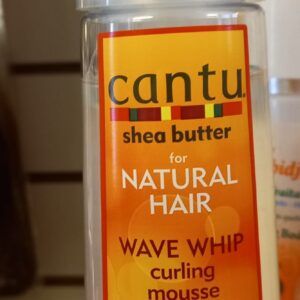 cantu
shea butter
for
NATURAL
HAIR
WAVE WHIP
curling
mousse